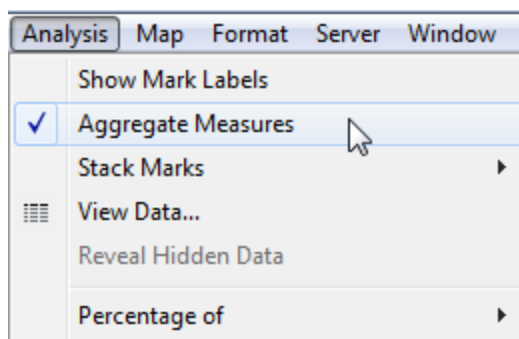 Analysis Map Format Server Window
Show Mark Labels
Aggregate Measures
Stack Marks
View Data...
Reveal Hidden Data
Percentage of